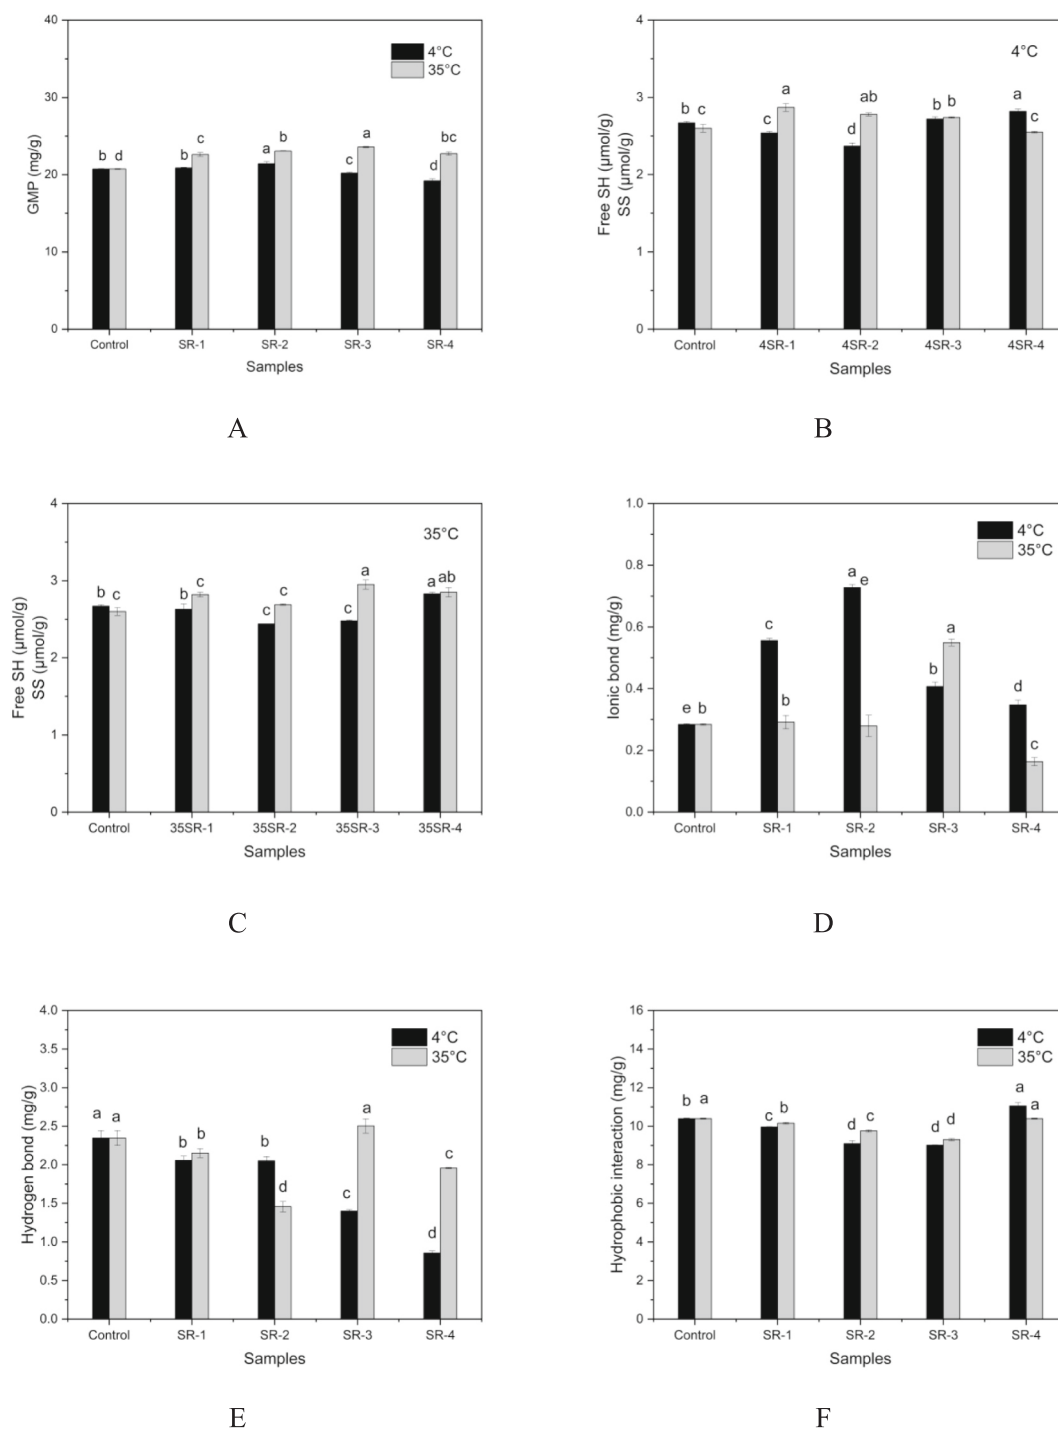 40
30
20
10
0
GMP (mg/g)
4°C
35°C
b d b c a b c a d bc
Control SR-1 SR-2 SR-3 SR-4
Samples
A
4
3
2
1
0
Free SH (μmol/g)
SS (μmol/g)
4°C
b c c a d ab b b a c
Control 4SR-1 4SR-2 4SR-3 4SR-4
Samples
B
4
3
2
1
0
Free SH (μmol/g)
SS (μmol/g)
35°C
b c b c c c c a a ab
Control 35SR-1 35SR-2 35SR-3 35SR-4
Samples
C
1.0
0.8
0.6
0.4
0.2
0.0
Ionic bond (mg/g)
4°C
35°C
e b c b a e b a d c
Control SR-1 SR-2 SR-3 SR-4
Samples
D
4.0
3.5
3.0
2.5
2.0
1.5
1.0
0.5
0.0
Hydrogen bond (mg/g)
4°C
35°C
a a b b b d c a d c
Control SR-1 SR-2 SR-3 SR-4
Samples
E
16
14
12
10
8
6
4
2
0
Hydrophobic interaction (mg/g)
4°C
35°C
b a c b d c d d a a
Control SR-1 SR-2 SR-3 SR-4
Samples
F